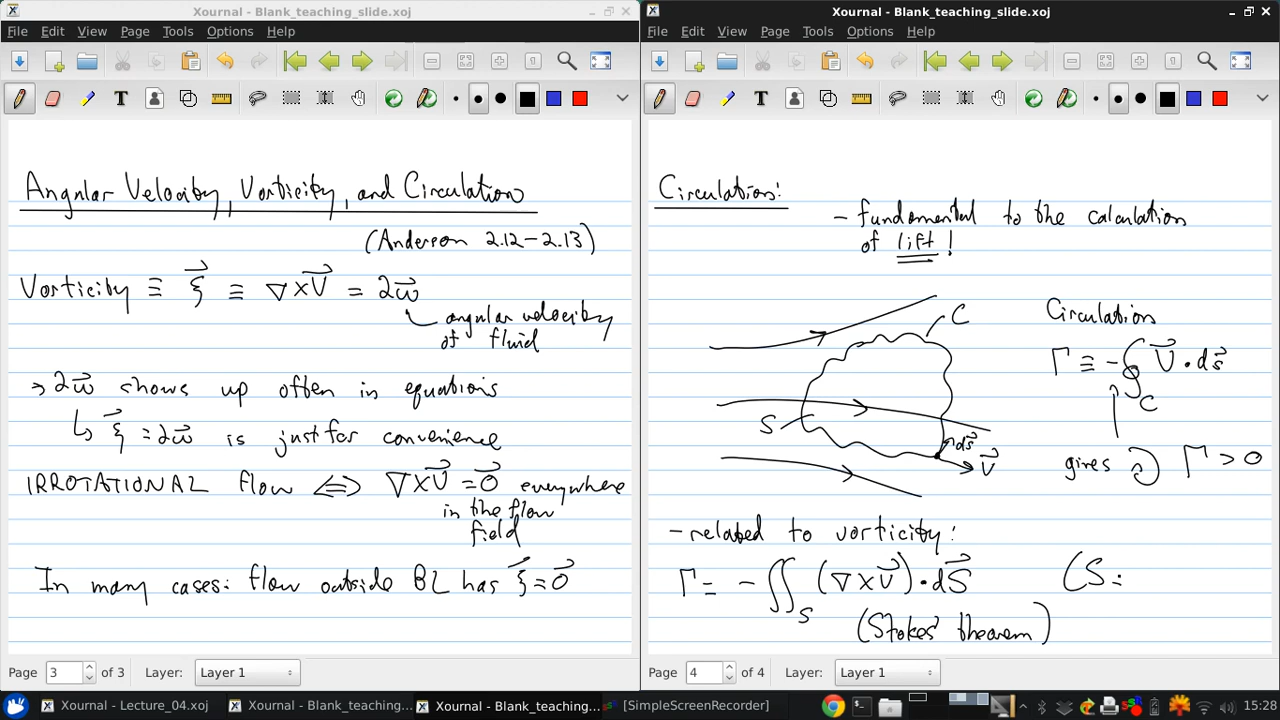 Xournal - Blank_teaching_slide.xoj
File Edit View Page Tools Options Help
Angular Velocity, Vorticity, and Circulation
(Anderson 2.12-2.13)
Vorticity ≡ ξ⃗ ≡ ∇×V⃗ = 2ω⃗
angular velocity
of fluid
→ 2ω⃗ shows up often in equations
↳ ξ⃗ = 2ω⃗ is just for convenience
IRROTATIONAL flow ⟺ ∇×V⃗ = 0⃗ everywhere
in the flow
field
In many cases: flow outside BL has ξ⃗ = 0⃗
Page 3 of 3 Layer: Layer 1
Xournal - Blank_teaching_slide.xoj
File Edit View Page Tools Options Help
Circulation:
- fundamental to the calculation
of lift!
C
S
ds⃗
V⃗
Circulation
Γ ≡ -∮_C V⃗ • ds⃗
gives ↻ Γ > 0
- related to vorticity:
Γ = - ∬_S (∇×V⃗) • dS⃗ (S:
(Stokes' theorem)
Page 4 of 4 Layer: Layer 1
Xournal - Lecture_04.xoj
Xournal - Blank_teaching...
Xournal - Blank_teaching...
[SimpleScreenRecorder]
15:28